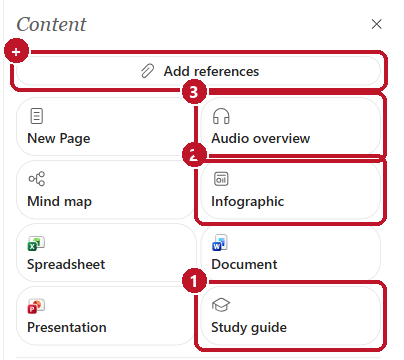 Content
+
Add references
3
New Page
Audio overview
2
Mind map
Infographic
Spreadsheet
Document
1
Presentation
Study guide